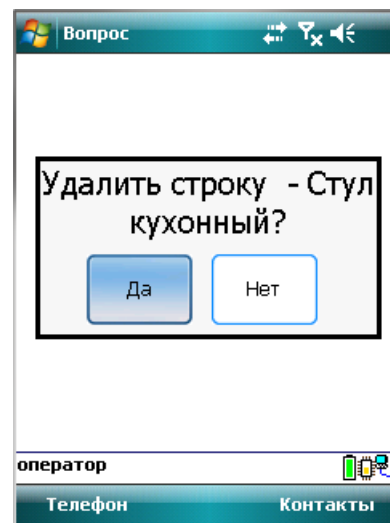 Вопрос
Удалить строку - Стул
кухонный?
Да Нет
оператор
Телефон Контакты